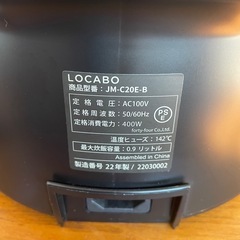 LOCABO
商品型番：JM-C20E-B
定格電圧：AC100V
定格周波数：50/60Hz
定格消費電力：400W
PSE
forty-four Co.,Ltd.
温度ヒューズ：142℃
最大炊飯量：0.9 リットル
Assembled in China
製造番号 22年製 / 22030002